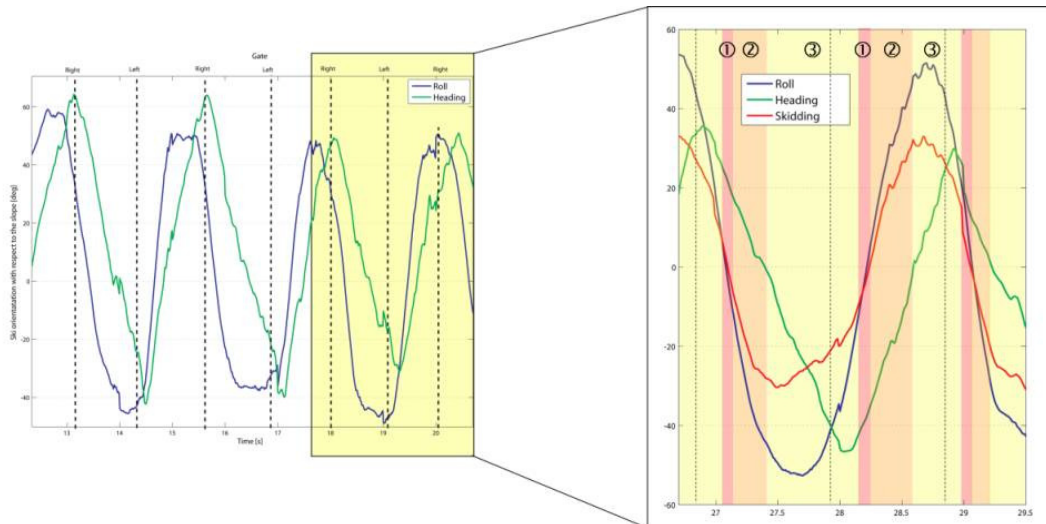 Gate
Right Left Right Left Right Left Right
Roll
Heading
60
40
20
0
-20
-40
Ski orientatation with respect to the slope [deg]
13 14 15 16 17 18 19 20
Time [s]
① ② ③ ① ② ③
Roll
Heading
Skidding
60
40
20
0
-20
-40
-60
27 27.5 28 28.5 29 29.5